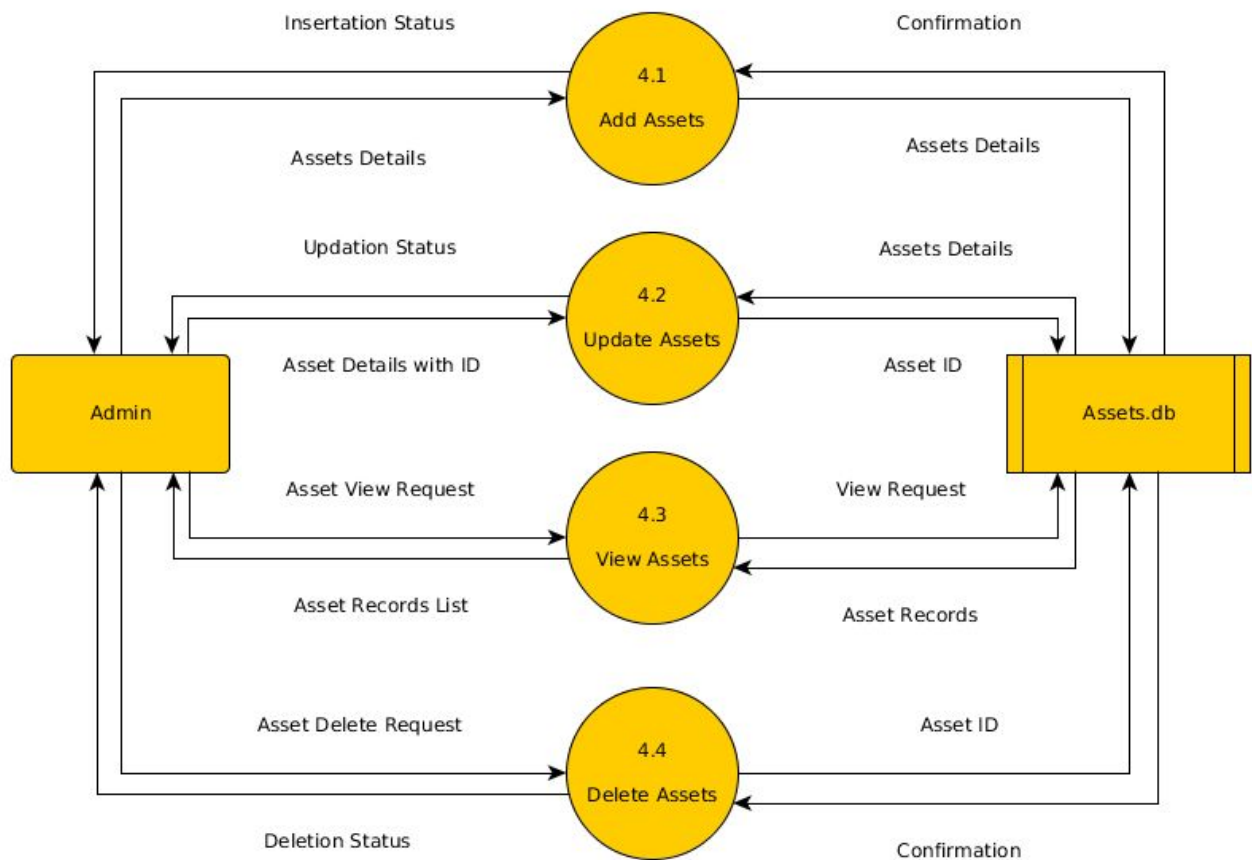 Insertation Status
Confirmation
4.1
Add Assets
Assets Details
Assets Details
Updation Status
Assets Details
4.2
Update Assets
Asset Details with ID
Asset ID
Admin
Assets.db
Asset View Request
View Request
4.3
View Assets
Asset Records List
Asset Records
Asset Delete Request
Asset ID
4.4
Delete Assets
Deletion Status
Confirmation